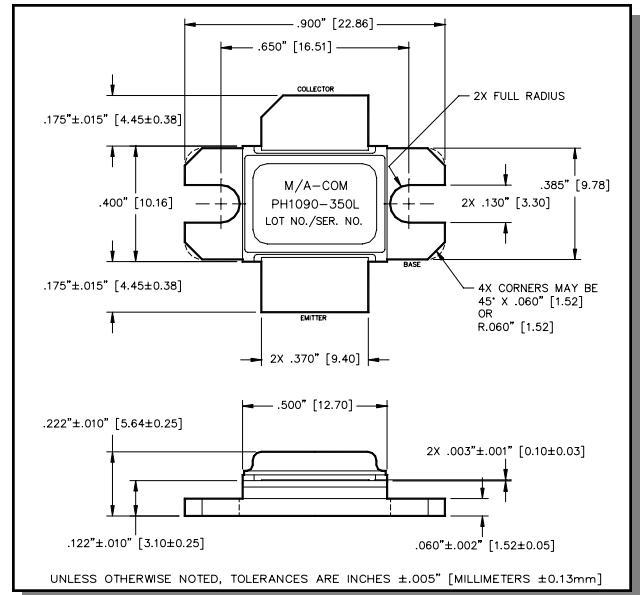 .900" [22.86]
.650" [16.51]
COLLECTOR
2X FULL RADIUS
.175"±.015" [4.45±0.38]
M/A-COM
PH1090-350L
LOT NO./SER. NO.
.400" [10.16]
2X .130" [3.30]
.385" [9.78]
BASE
.175"±.015" [4.45±0.38]
EMITTER
4X CORNERS MAY BE
45° X .060" [1.52]
OR
R.060" [1.52]
2X .370" [9.40]
.500" [12.70]
.222"±.010" [5.64±0.25]
2X .003"±.001" [0.10±0.03]
.122"±.010" [3.10±0.25]
.060"±.002" [1.52±0.05]
UNLESS OTHERWISE NOTED, TOLERANCES ARE INCHES ±.005" [MILLIMETERS ±0.13mm]